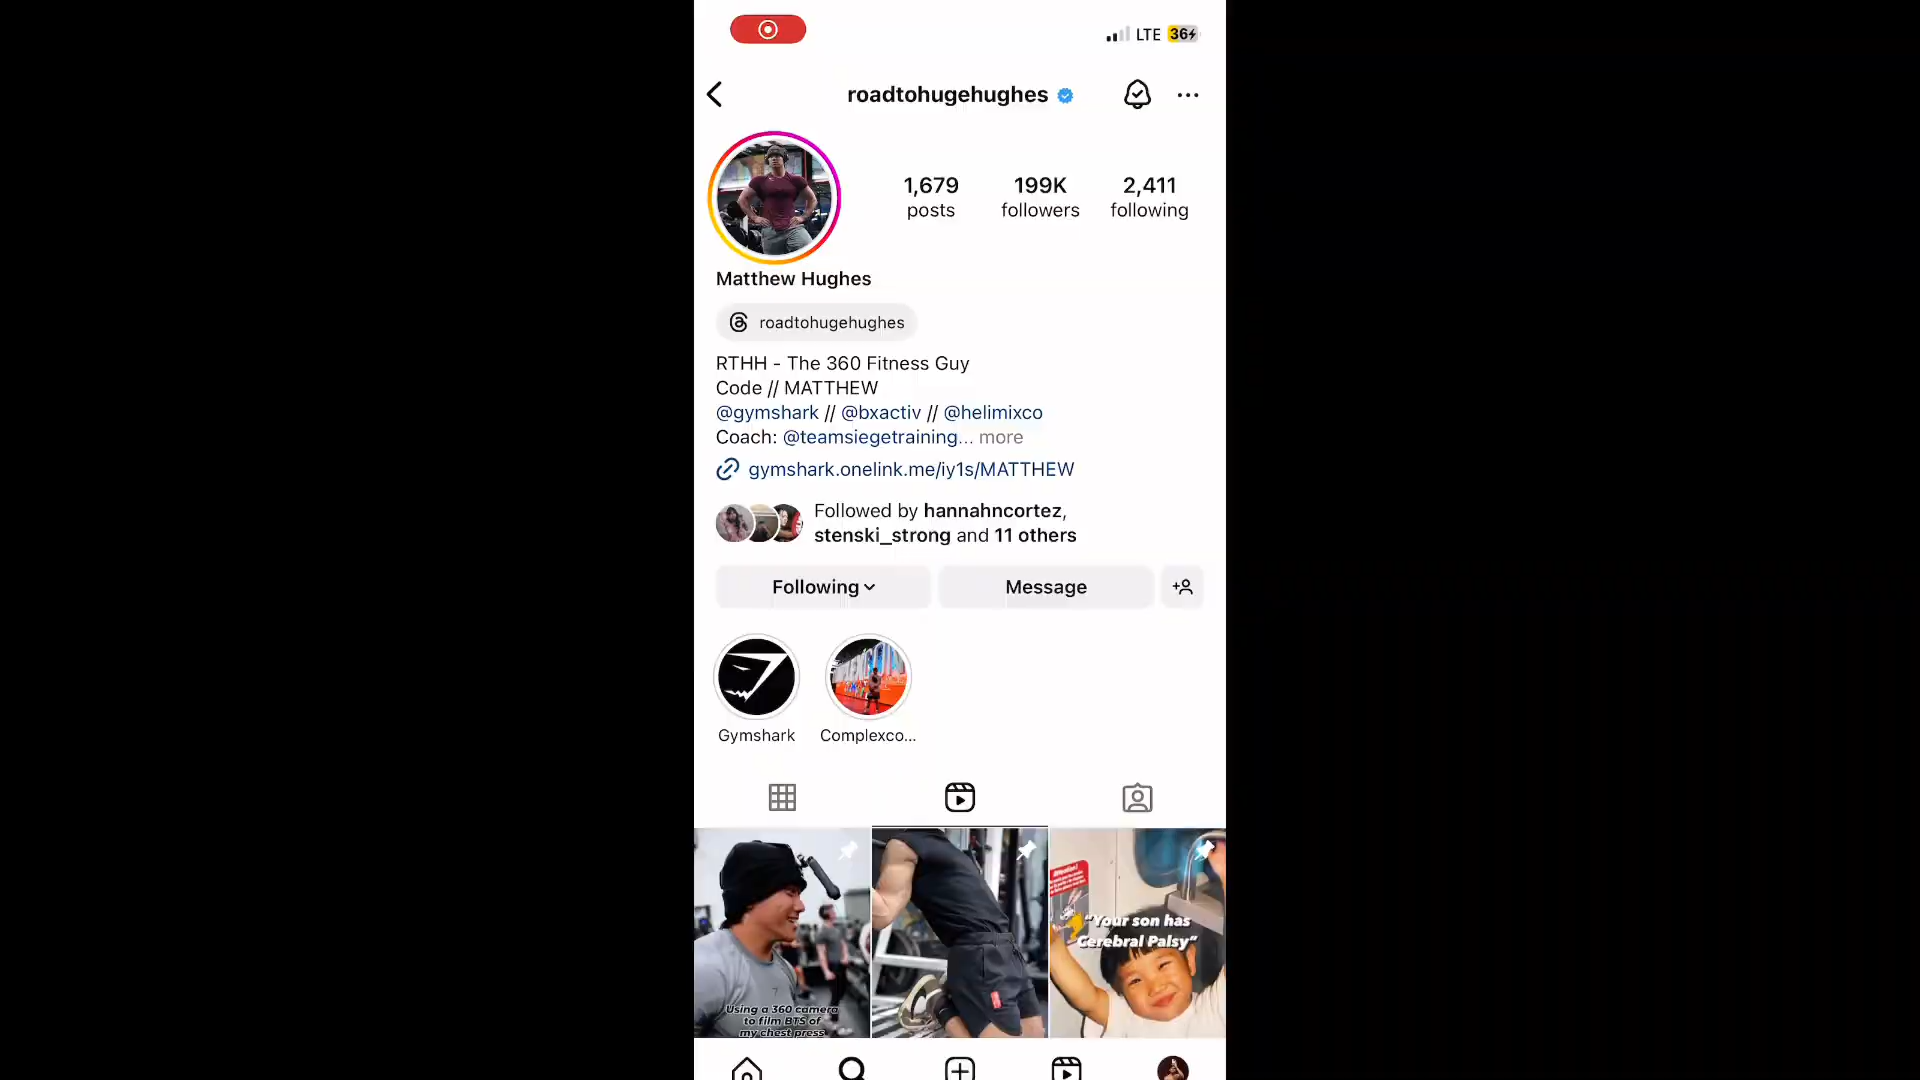 LTE 36
roadtohugehughes
1,679 posts
199K followers
2,411 following
Matthew Hughes
roadtohugehughes
RTHH - The 360 Fitness Guy
Code // MATTHEW
@gymshark // @bxactiv // @helimixco
Coach: @teamsiegetraining... more
gymshark.onelink.me/iy1s/MATTHEW
Followed by hannahncortez,
stenski_strong and 11 others
Following
Message
Gymshark
Complexco...
Using a 360 camera
to film BTS of
my chest press
"Your son has
Cerebral Palsy"